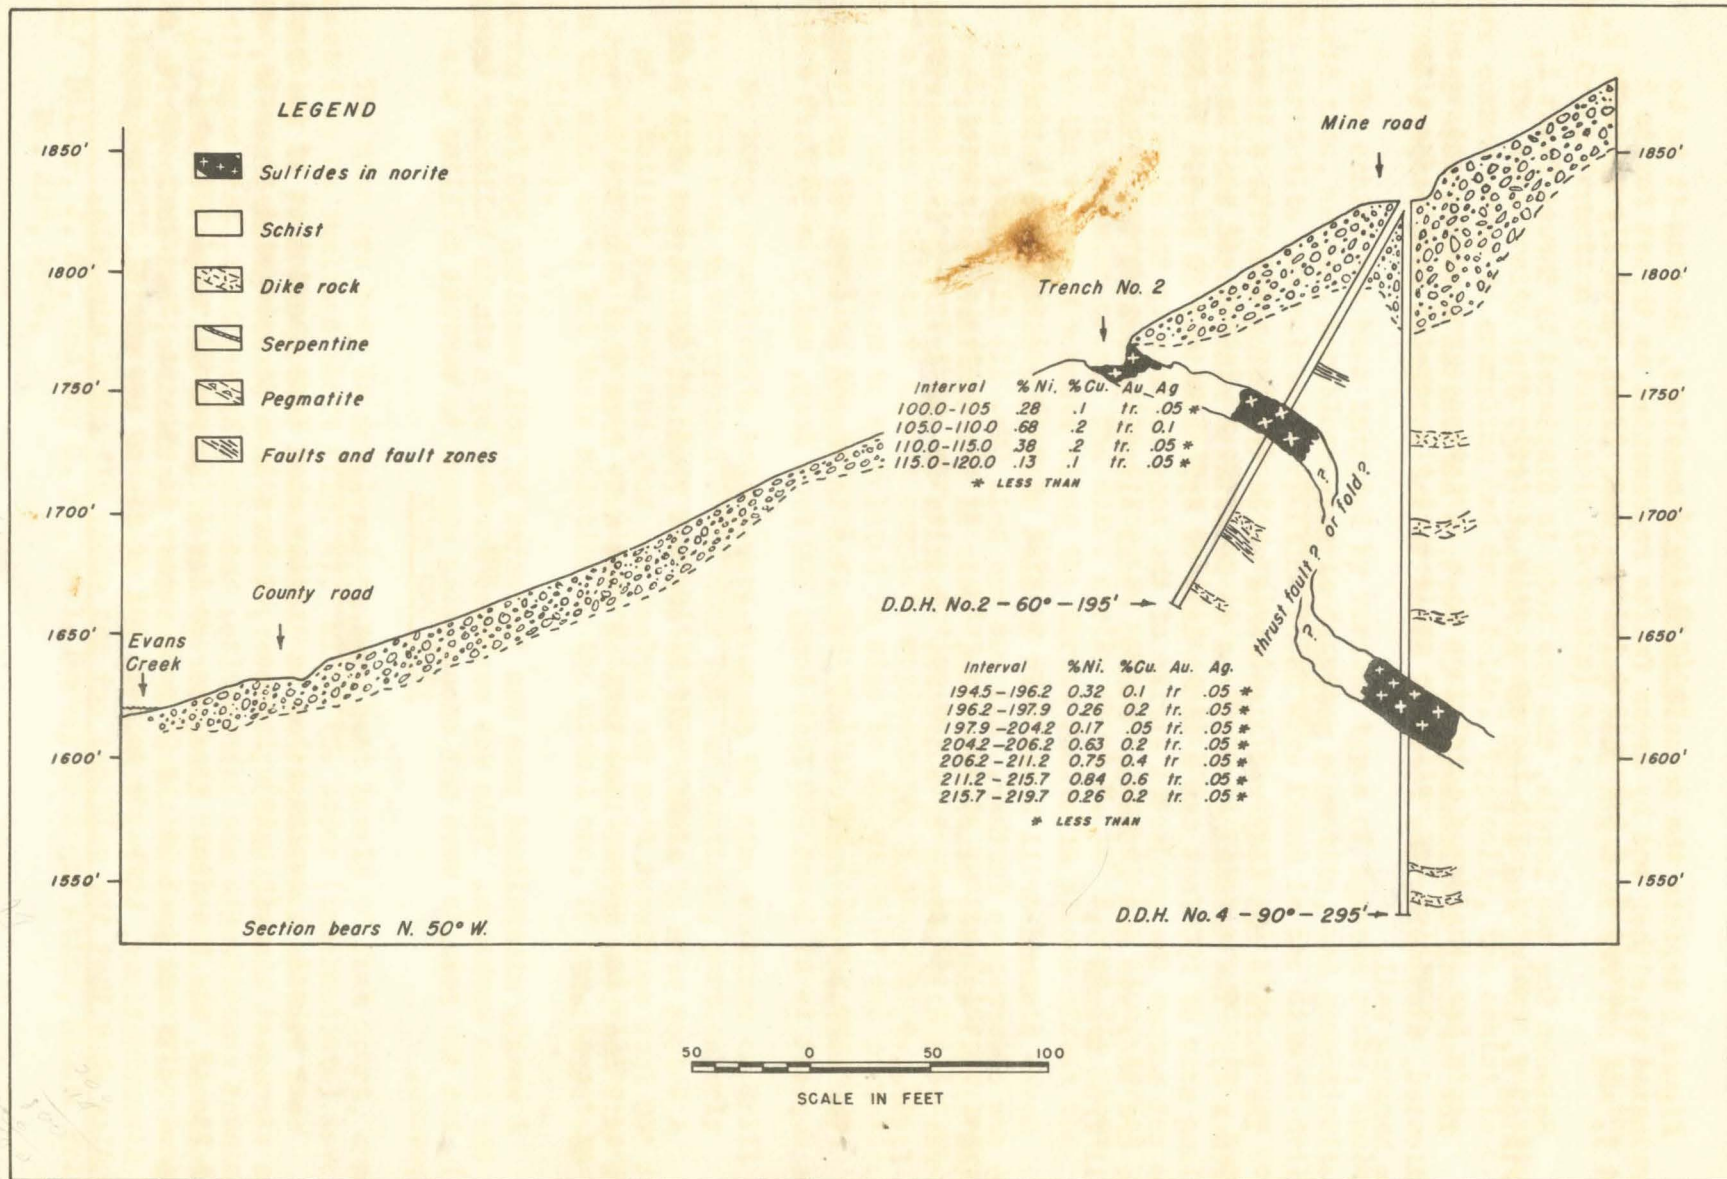 LEGEND
Sulfides in norite
Schist
Dike rock
Serpentine
Pegmatite
Faults and fault zones
1850'
1800'
1750'
1700'
1650'
1600'
1550'
Evans
Creek
County road
Section bears N. 50° W.
Trench No. 2
Mine road
Interval %Ni. %Cu. Au. Ag
100.0-105 .28 .1 tr. .05 *
105.0-110.0 .68 .2 tr. 0.1
110.0-115.0 .38 .2 tr. .05 *
115.0-120.0 .13 .1 tr. .05 *
* LESS THAN
?
thrust fault ? or fold ?
?
D.D.H. No.2 - 60° - 195'
Interval %Ni. %Cu. Au. Ag.
194.5-196.2 0.32 0.1 tr .05 *
196.2-197.9 0.26 0.2 tr. .05 *
197.9-204.2 0.17 .05 tr. .05 *
204.2-206.2 0.63 0.2 tr. .05 *
206.2-211.2 0.75 0.4 tr .05 *
211.2-215.7 0.84 0.6 tr. .05 *
215.7-219.7 0.26 0.2 tr. .05 *
* LESS THAN
D.D.H. No. 4 - 90° - 295'
1850'
1800'
1750'
1700'
1650'
1600'
1550'
50 0 50 100
SCALE IN FEET